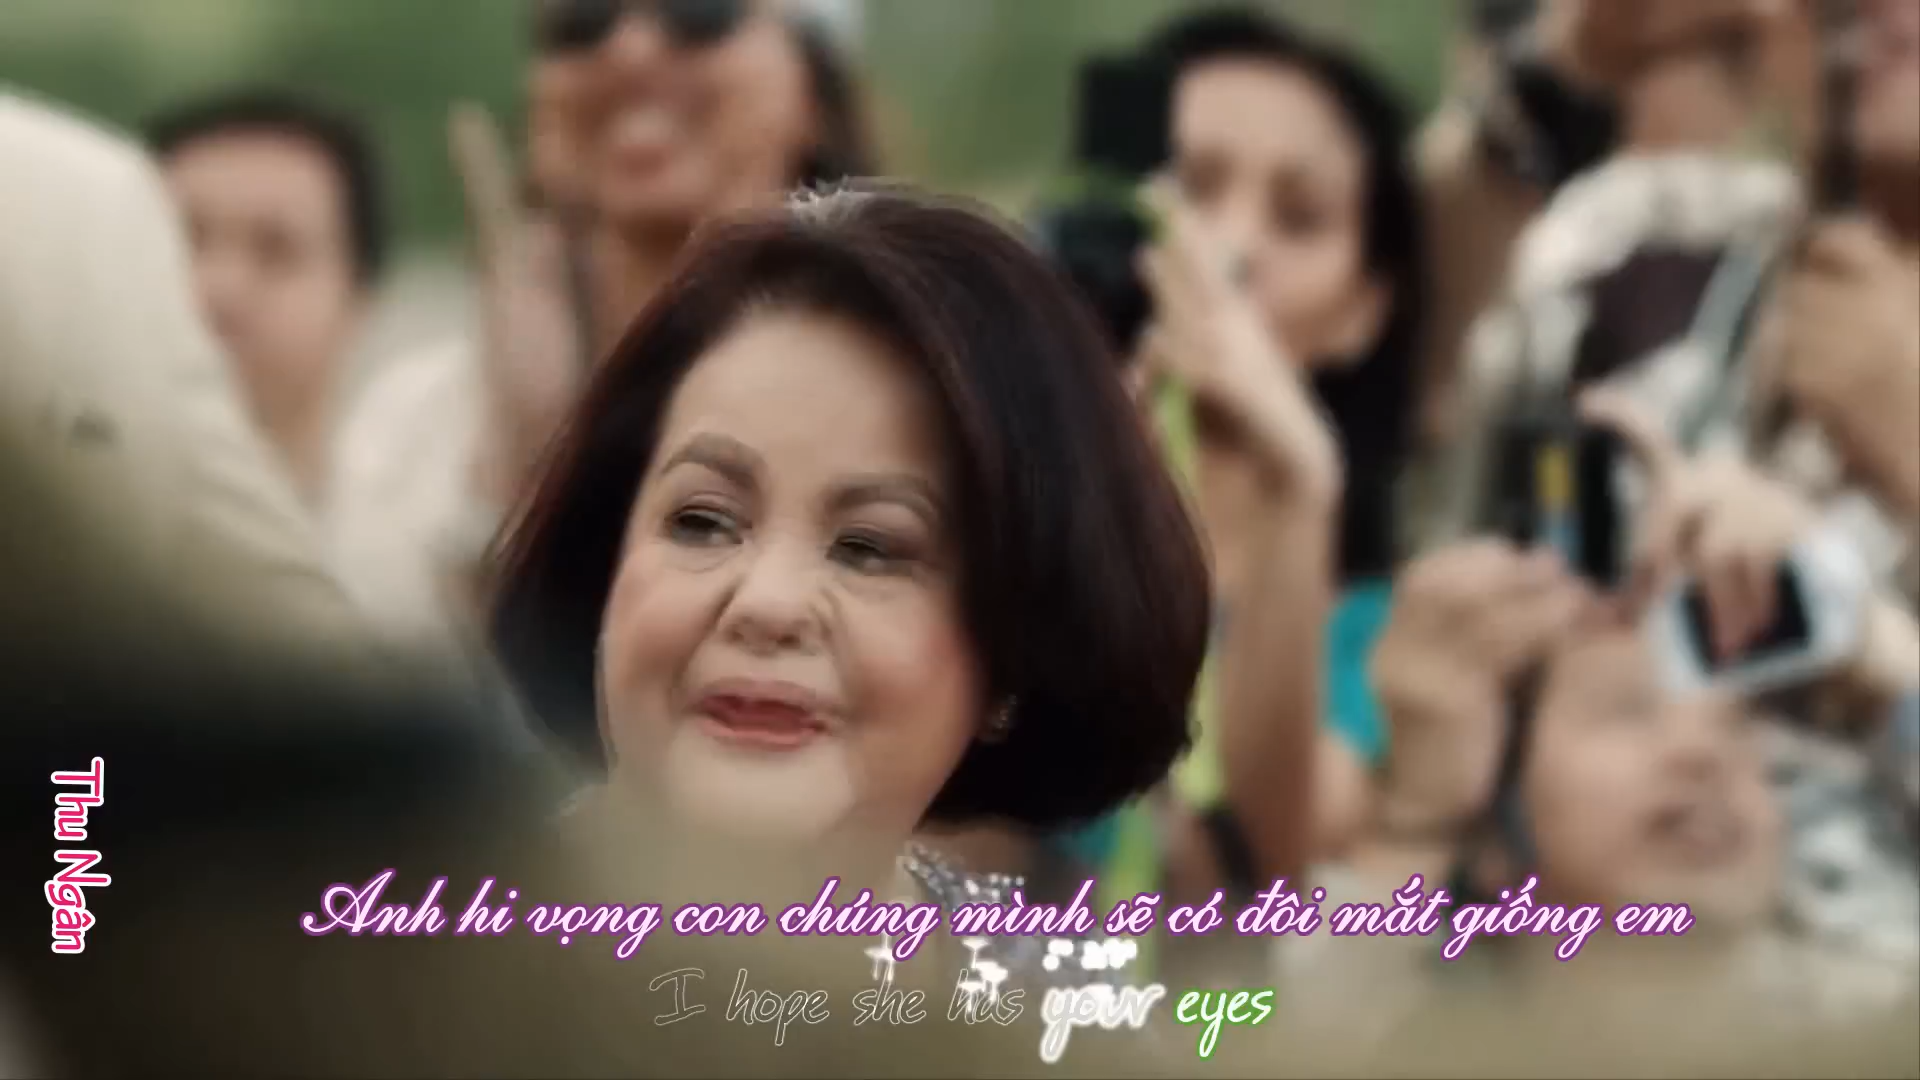 Thu Ngân
Anh hi vọng con chúng mình sẽ có đôi mắt giống em
I hope she has your eyes